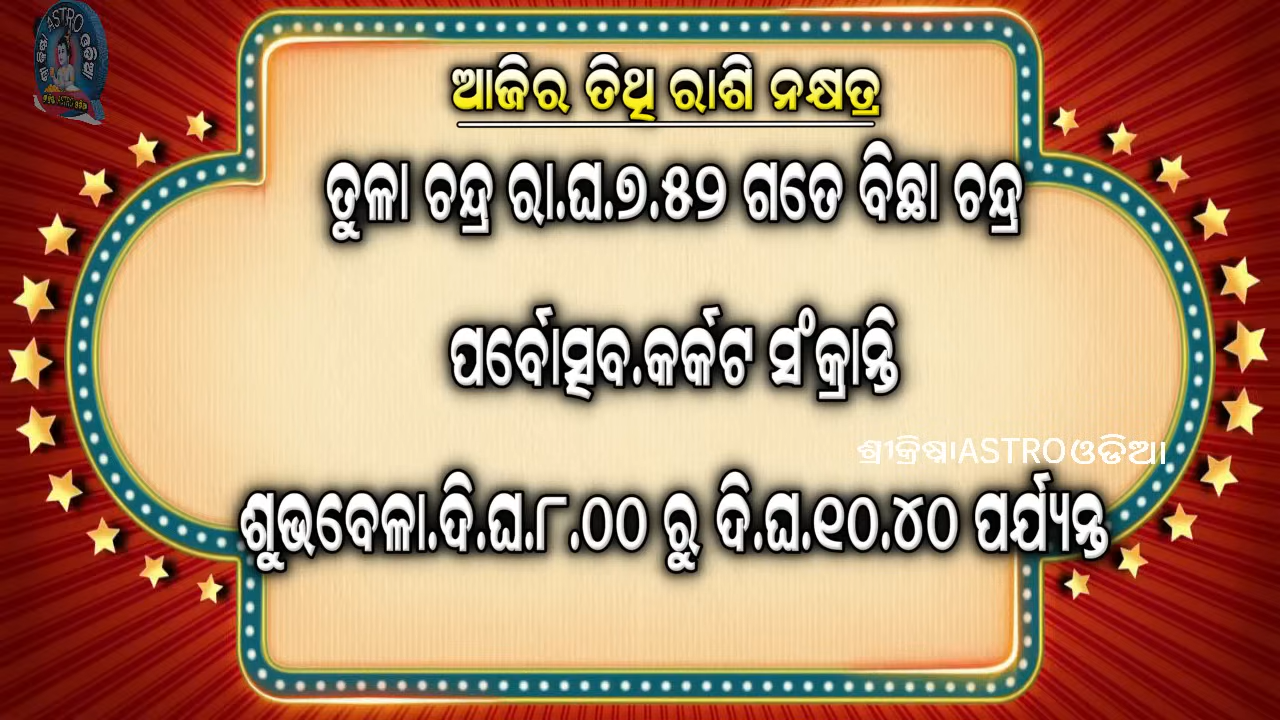 ASTRO
ଆଜିର ତିଥି ରାଶି ନକ୍ଷତ୍ର
ତୁଳା ଚନ୍ଦ୍ର ରା.ଘ.୭.୫୨ ଗତେ ବିଛା ଚନ୍ଦ୍ର
ପର୍ବୋତ୍ସବ.କର୍କଟ ସଂକ୍ରାନ୍ତି
ଶ୍ରୀକ୍ରିଷ୍ନାASTROଓଡିଆ
ଶୁଭବେଳା.ଦି.ଘ.୮.୦୦ ରୁ ଦି.ଘ.୧୦.୪୦ ପର୍ଯ୍ୟନ୍ତ